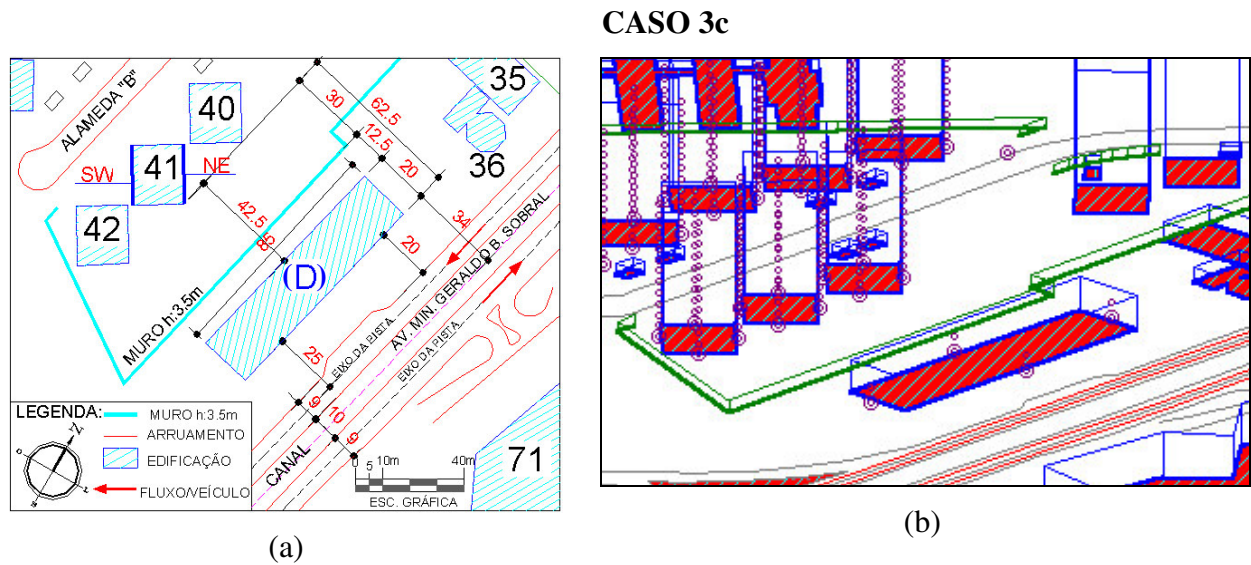 CASO 3c
ALAMEDA "B"
40
41
42
SW
NE
35
36
30
62.5
12.5
20
34
42.5
20
(D)
MURO h:3.5m
AV. MIN. GERALDO B. SOBRAL
EIXO DA PISTA
EIXO DA PISTA
25
9
10
9
CANAL
71
LEGENDA:
MURO h:3.5m
ARRUAMENTO
EDIFICAÇÃO
FLUXO/VEÍCULO
0 5 10m 40m
ESC. GRÁFICA
(a)
(b)